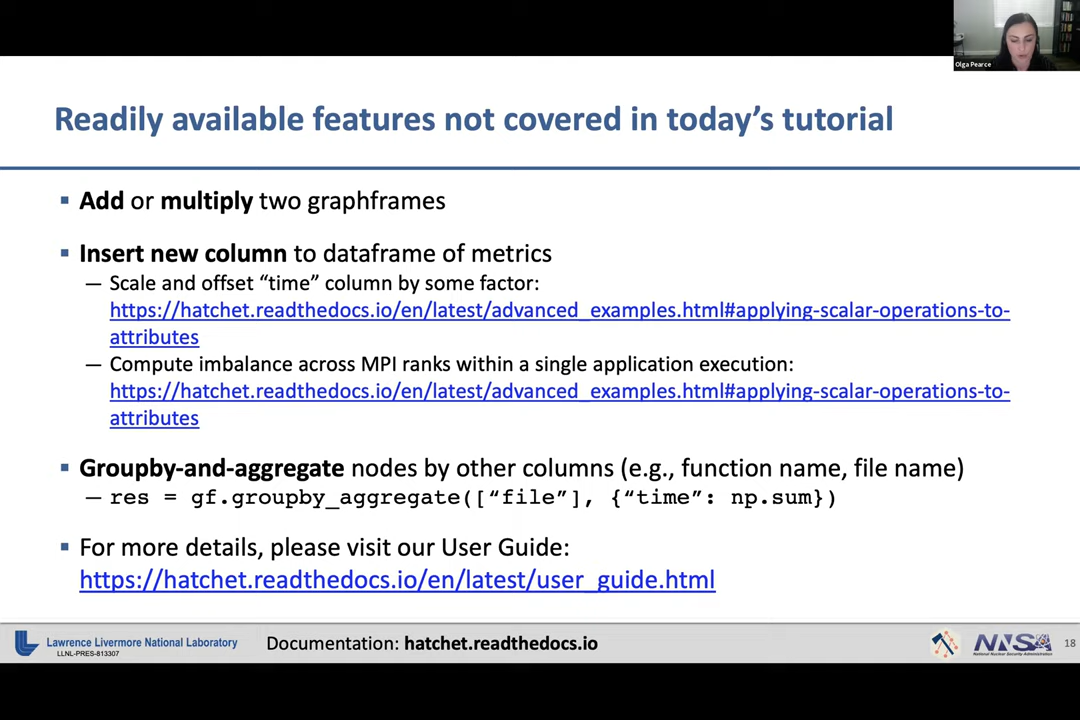 Olga Pearce
Readily available features not covered in today's tutorial
▪ Add or multiply two graphframes
▪ Insert new column to dataframe of metrics
— Scale and offset “time” column by some factor:
https://hatchet.readthedocs.io/en/latest/advanced_examples.html#applying-scalar-operations-to-
attributes
— Compute imbalance across MPI ranks within a single application execution:
https://hatchet.readthedocs.io/en/latest/advanced_examples.html#applying-scalar-operations-to-
attributes
▪ Groupby-and-aggregate nodes by other columns (e.g., function name, file name)
— res = gf.groupby_aggregate([“file”], {“time”: np.sum})
▪ For more details, please visit our User Guide:
https://hatchet.readthedocs.io/en/latest/user_guide.html
Lawrence Livermore National Laboratory
LLNL-PRES-813307
Documentation: hatchet.readthedocs.io
NNSA
National Nuclear Security Administration
18